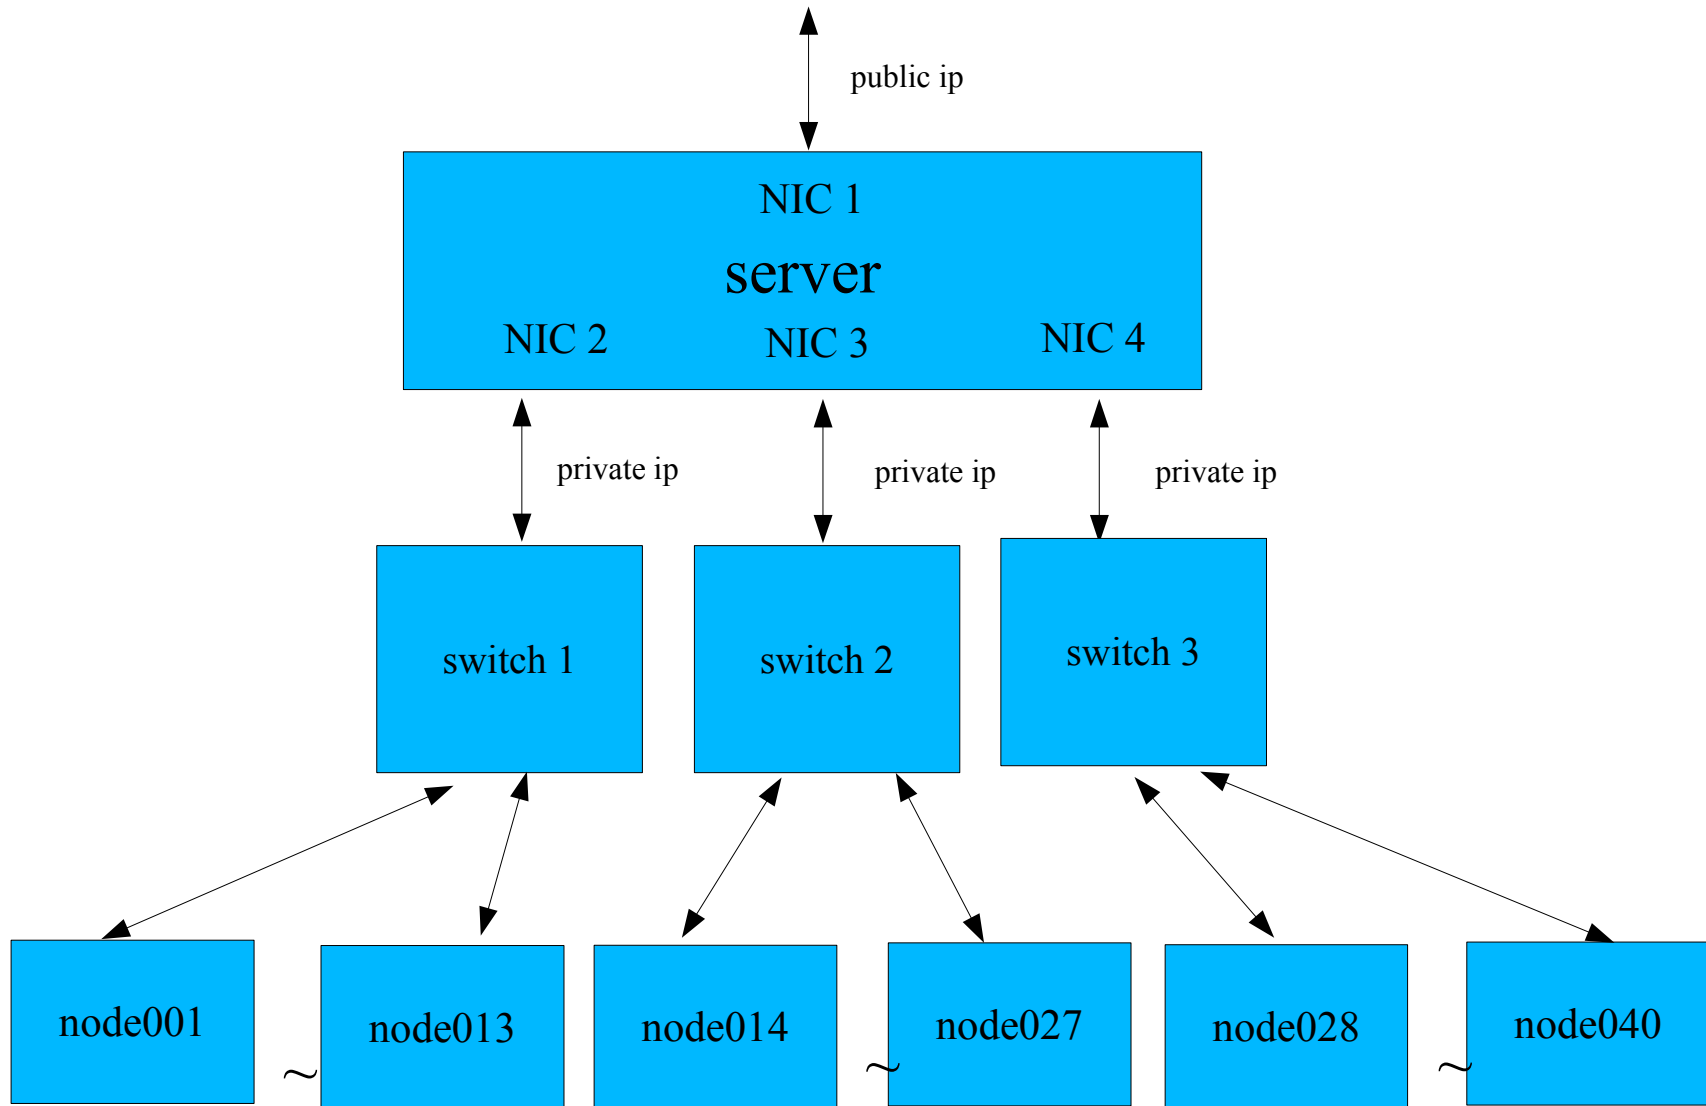 public ip
NIC 1
server
NIC 2
NIC 3
NIC 4
private ip
private ip
private ip
switch 1
switch 2
switch 3
node001
~
node013
node014
~
node027
node028
~
node040